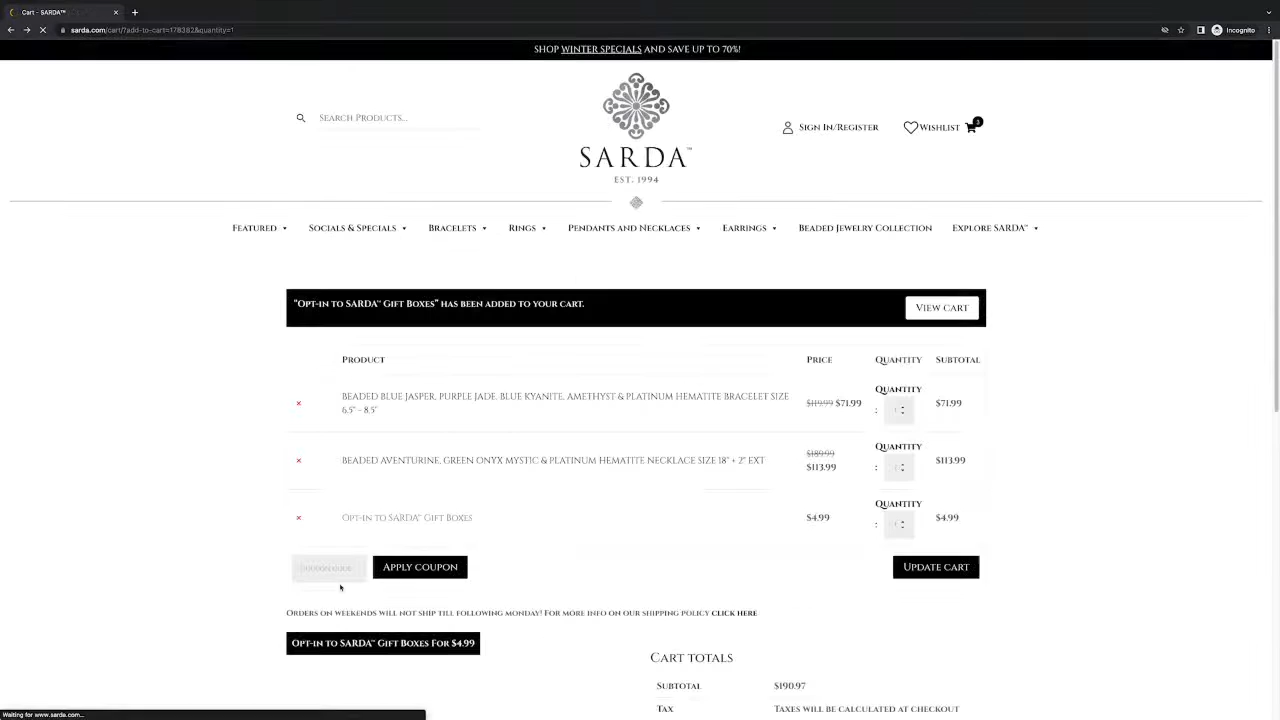 Cart - SARDA™
sarda.com/cart/?add-to-cart=178382&quantity=1
Incognito
SHOP WINTER SPECIALS AND SAVE UP TO 70%!
Search Products...
SARDA™
EST. 1994
Sign In/Register
Wishlist
3
Featured
Socials & Specials
Bracelets
Rings
Pendants and Necklaces
Earrings
Beaded Jewelry Collection
Explore SARDA™
"Opt-in to SARDA™ Gift Boxes" has been added to your cart.
View Cart
Product Price Quantity Subtotal
× Beaded Blue Jasper, Purple Jade, Blue Kyanite, Amethyst & Platinum Hematite Bracelet Size
6.5" - 8.5"
$119.99 $71.99
Quantity
:
$71.99
× Beaded Aventurine, Green Onyx Mystic & Platinum Hematite Necklace Size 18" + 2" Ext
$189.99
$113.99
Quantity
:
$113.99
× Opt-in to SARDA™ Gift Boxes
$4.99
Quantity
:
$4.99
Coupon code
Apply coupon
Update cart
Orders on weekends will not ship till following monday! For more info on our shipping policy click here
Opt-in to SARDA™ Gift Boxes For $4.99
Cart totals
Subtotal $190.97
Tax Taxes will be calculated at checkout
Waiting for www.sarda.com...